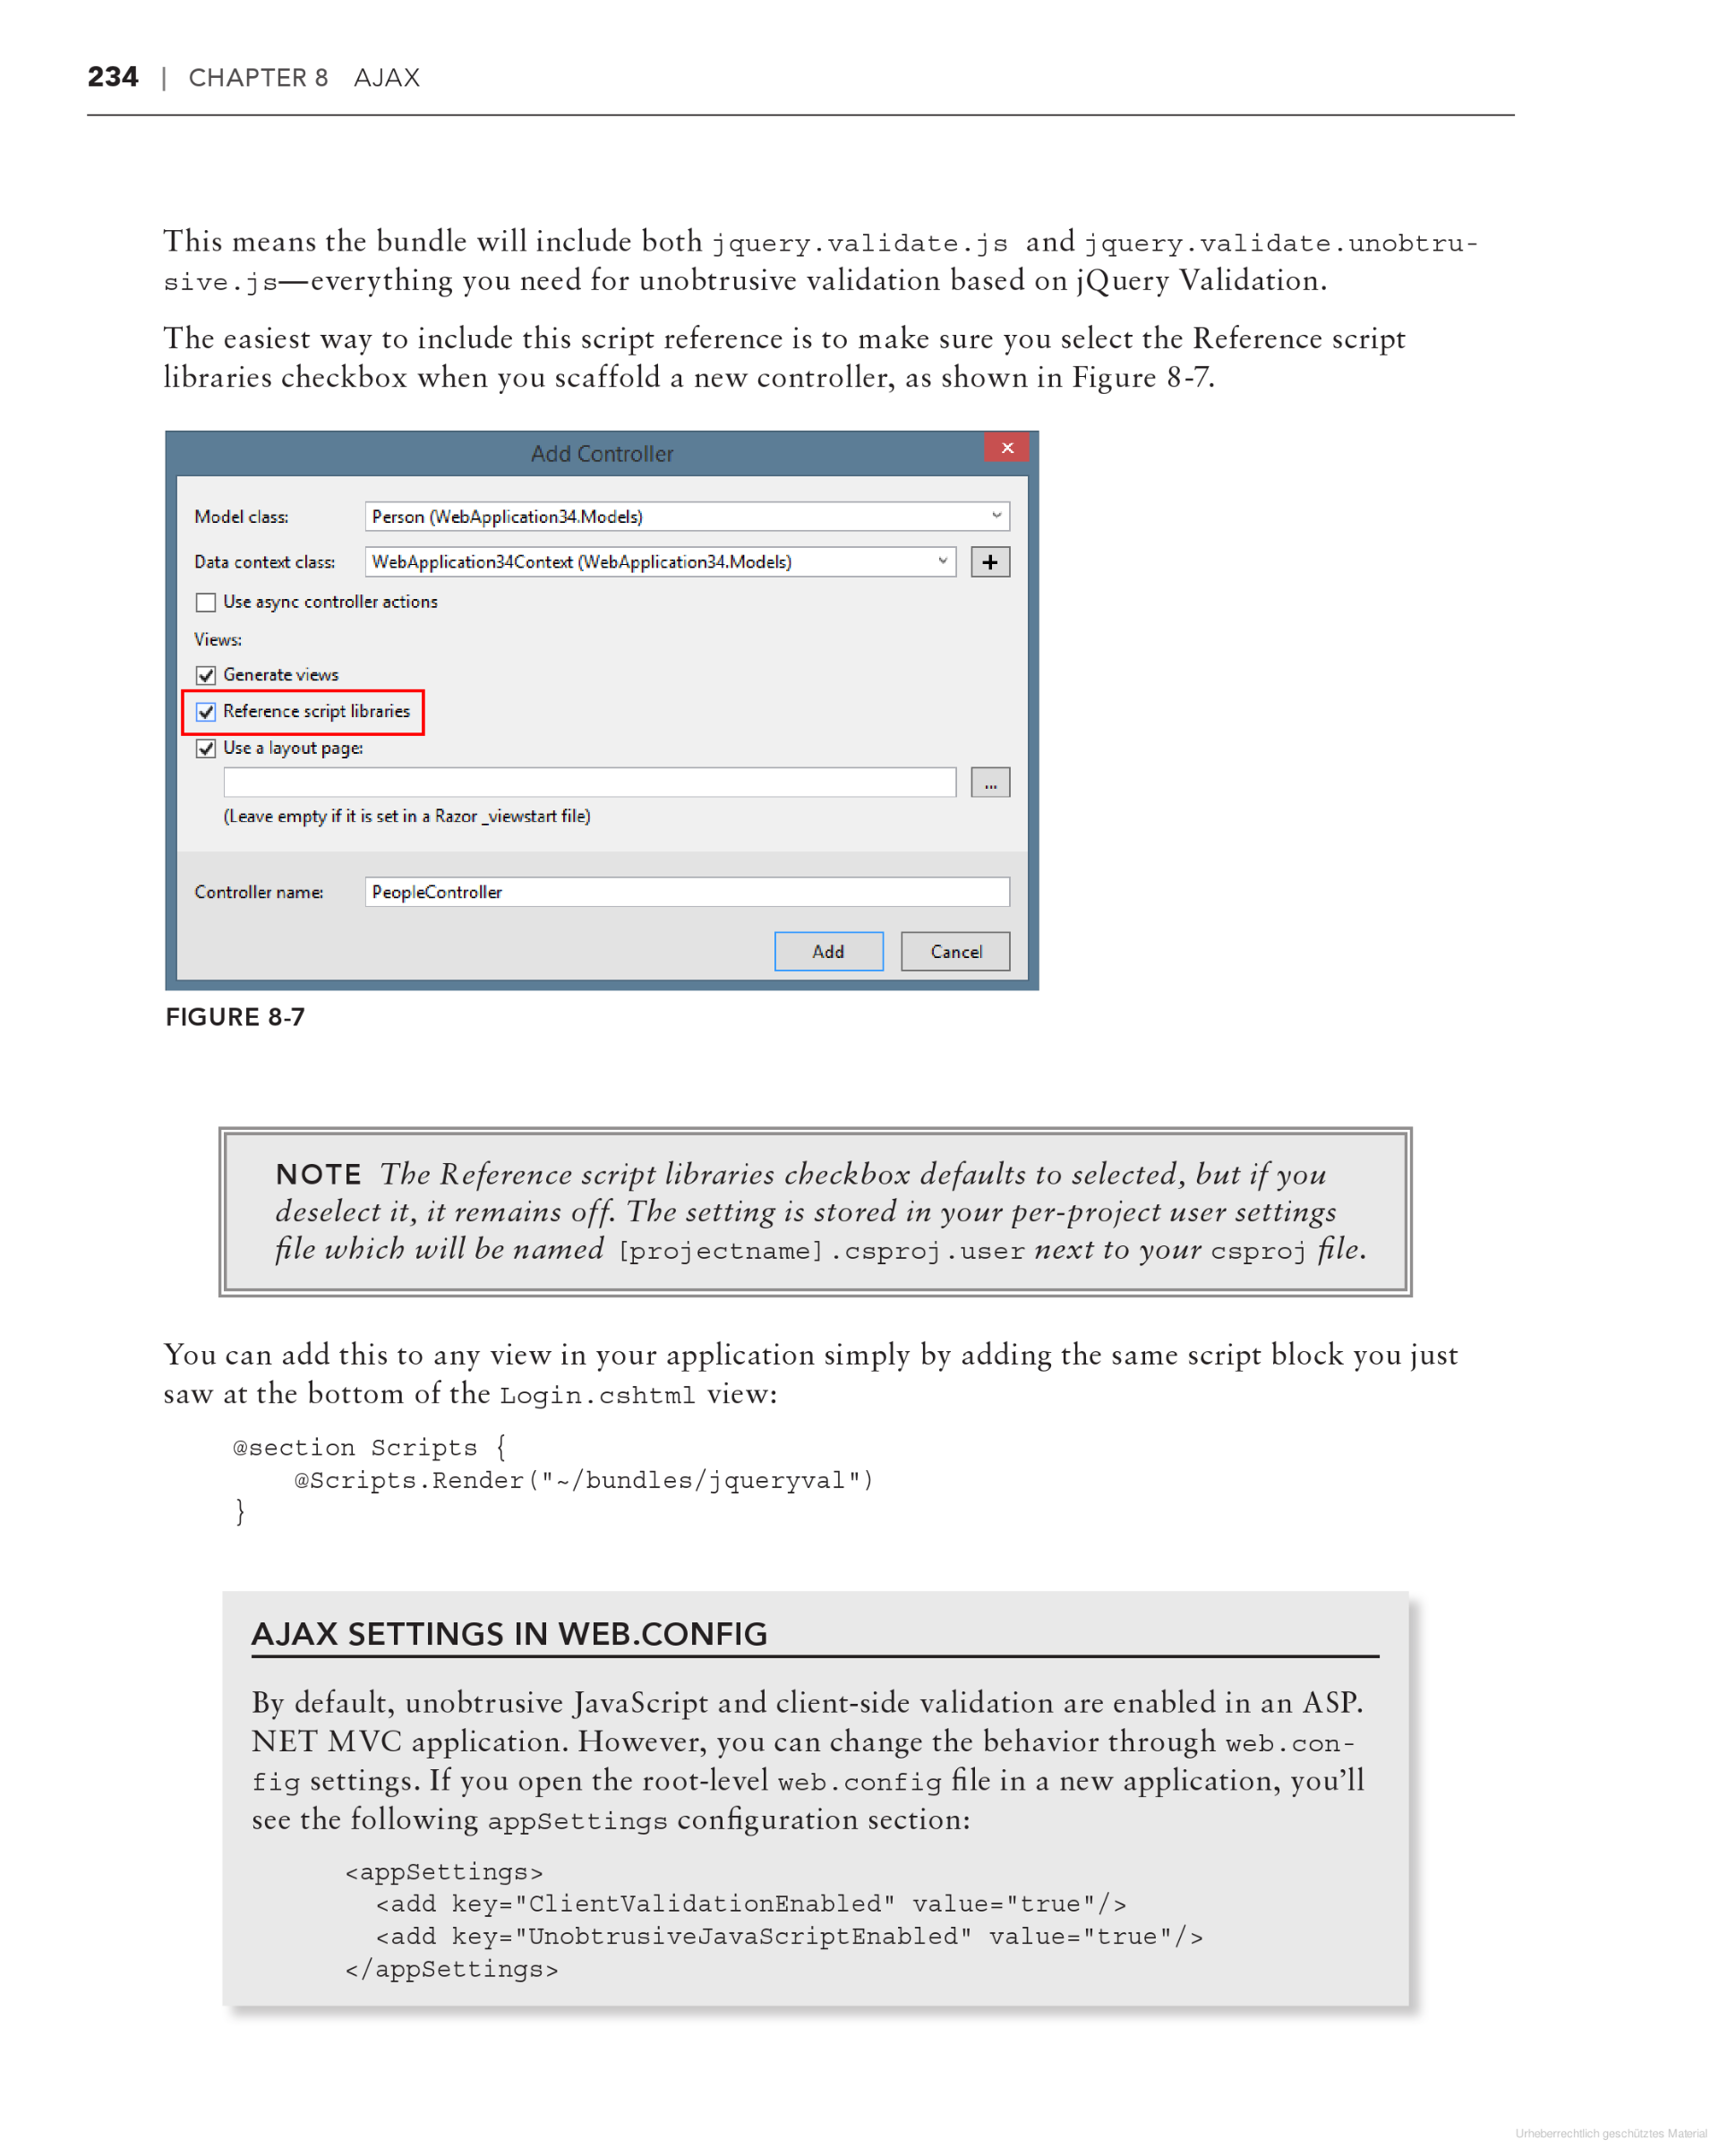 234 | CHAPTER 8 AJAX
This means the bundle will include both jquery.validate.js and jquery.validate.unobtru-
sive.js—everything you need for unobtrusive validation based on jQuery Validation.
The easiest way to include this script reference is to make sure you select the Reference script
libraries checkbox when you scaffold a new controller, as shown in Figure 8-7.
Add Controller
x
Model class: Person (WebApplication34.Models)
Data context class: WebApplication34Context (WebApplication34.Models) +
Use async controller actions
Views:
Generate views
Reference script libraries
Use a layout page:
...
(Leave empty if it is set in a Razor _viewstart file)
Controller name: PeopleController
Add Cancel
FIGURE 8-7
NOTE The Reference script libraries checkbox defaults to selected, but if you
deselect it, it remains off. The setting is stored in your per-project user settings
file which will be named [projectname].csproj.user next to your csproj file.
You can add this to any view in your application simply by adding the same script block you just
saw at the bottom of the Login.cshtml view:
@section Scripts {
    @Scripts.Render("~/bundles/jqueryval")
}
AJAX SETTINGS IN WEB.CONFIG
By default, unobtrusive JavaScript and client-side validation are enabled in an ASP.
NET MVC application. However, you can change the behavior through web.con-
fig settings. If you open the root-level web.config file in a new application, you’ll
see the following appSettings configuration section:
<appSettings>
  <add key="ClientValidationEnabled" value="true"/>
  <add key="UnobtrusiveJavaScriptEnabled" value="true"/>
</appSettings>
Urheberrechtlich geschütztes Material